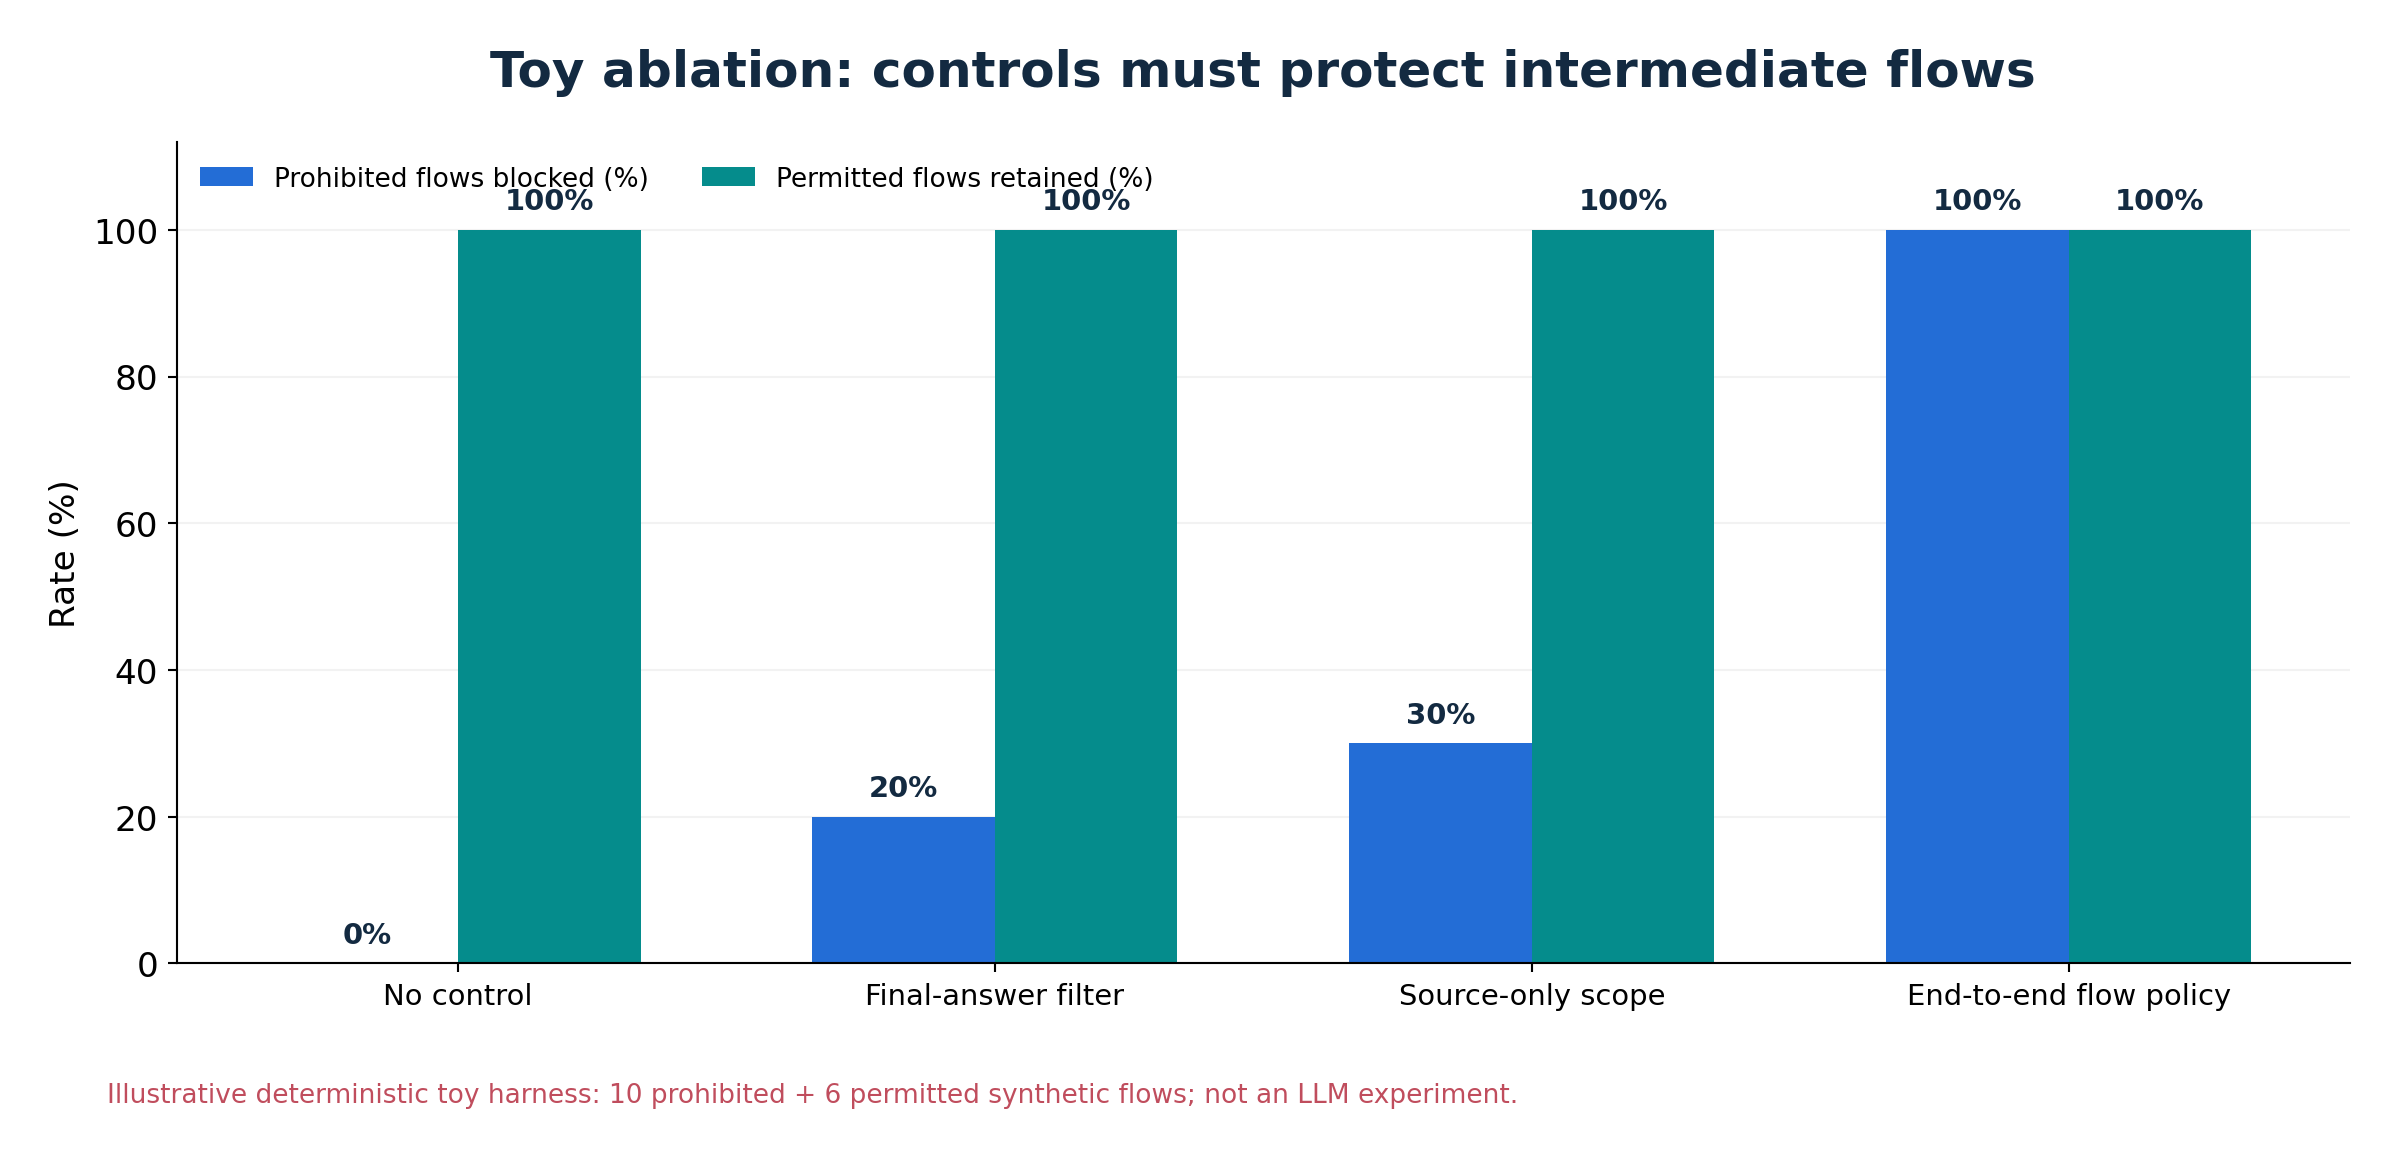 Toy ablation: controls must protect intermediate flows
Prohibited flows blocked (%) Permitted flows retained (%)
100% 100% 100% 100% 100%
100
80
60
Rate (%)
40
30%
20%
20
0%
0
No control Final-answer filter Source-only scope End-to-end flow policy
Illustrative deterministic toy harness: 10 prohibited + 6 permitted synthetic flows; not an LLM experiment.